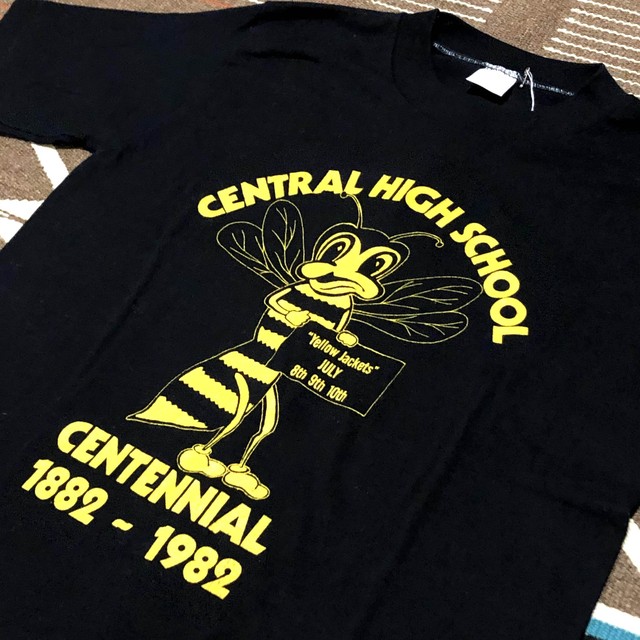 CENTRAL HIGH SCHOOL
"Yellow Jackets"
JULY
8th 9th 10th
CENTENNIAL
1882 - 1982